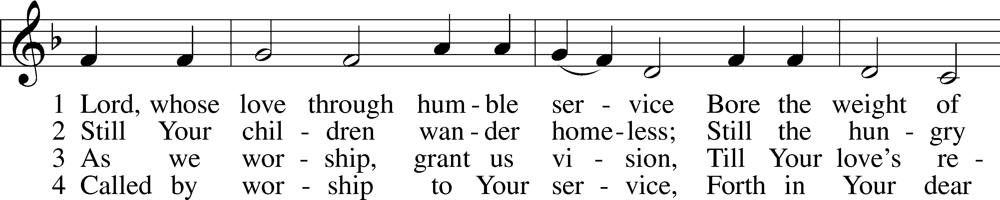 1 Lord, whose love through hum - ble ser - vice Bore the weight of
2 Still Your chil - dren wan - der home - less; Still the hun - gry
3 As we wor - ship, grant us vi - sion, Till Your love's re -
4 Called by wor - ship to Your ser - vice, Forth in Your dear